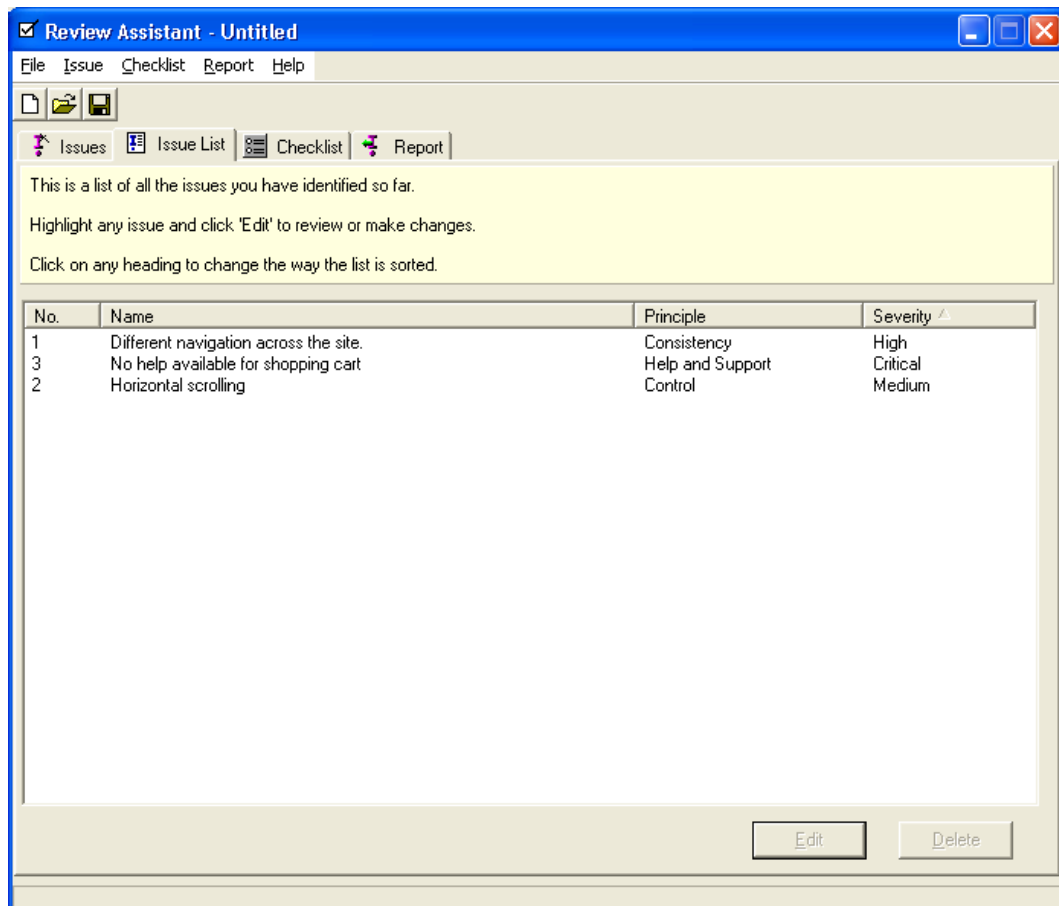 Review Assistant - Untitled
File Issue Checklist Report Help
Issues Issue List Checklist Report
This is a list of all the issues you have identified so far.
Highlight any issue and click 'Edit' to review or make changes.
Click on any heading to change the way the list is sorted.
No. Name Principle Severity
1 Different navigation across the site. Consistency High
3 No help available for shopping cart Help and Support Critical
2 Horizontal scrolling Control Medium
Edit Delete